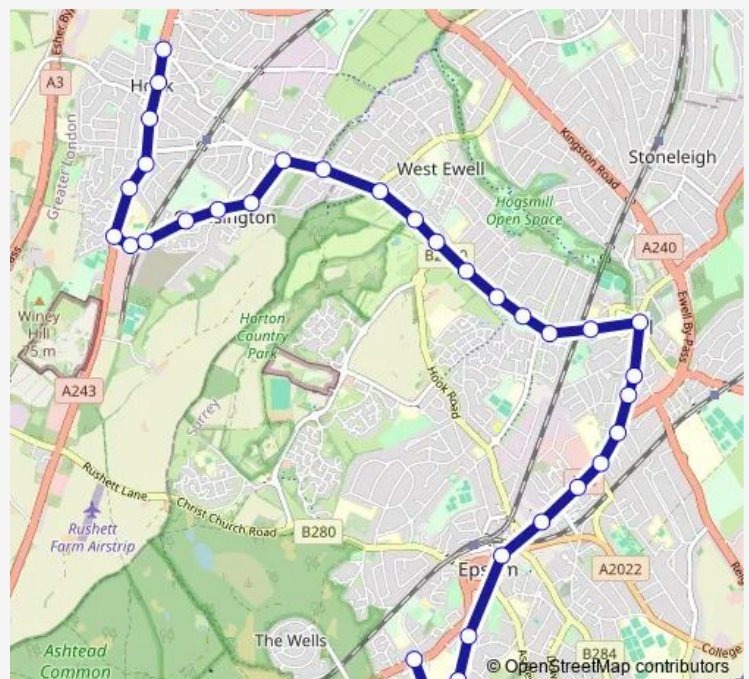 Esher By-
A3
Greater London
Kingston Road
Stoneleigh
West Ewell
Hogsmill
Open Space
A240
Ewell By-Pass
Winey
Hill
75 m
Horton
Country
Park
A243
Hook Road
Surrey
Rushett Lane
Christ Church Road
B280
Rushett
Farm Airstrip
A2022
The Wells
B284
College
Ashtead
Common
© OpenStreetMap contributors